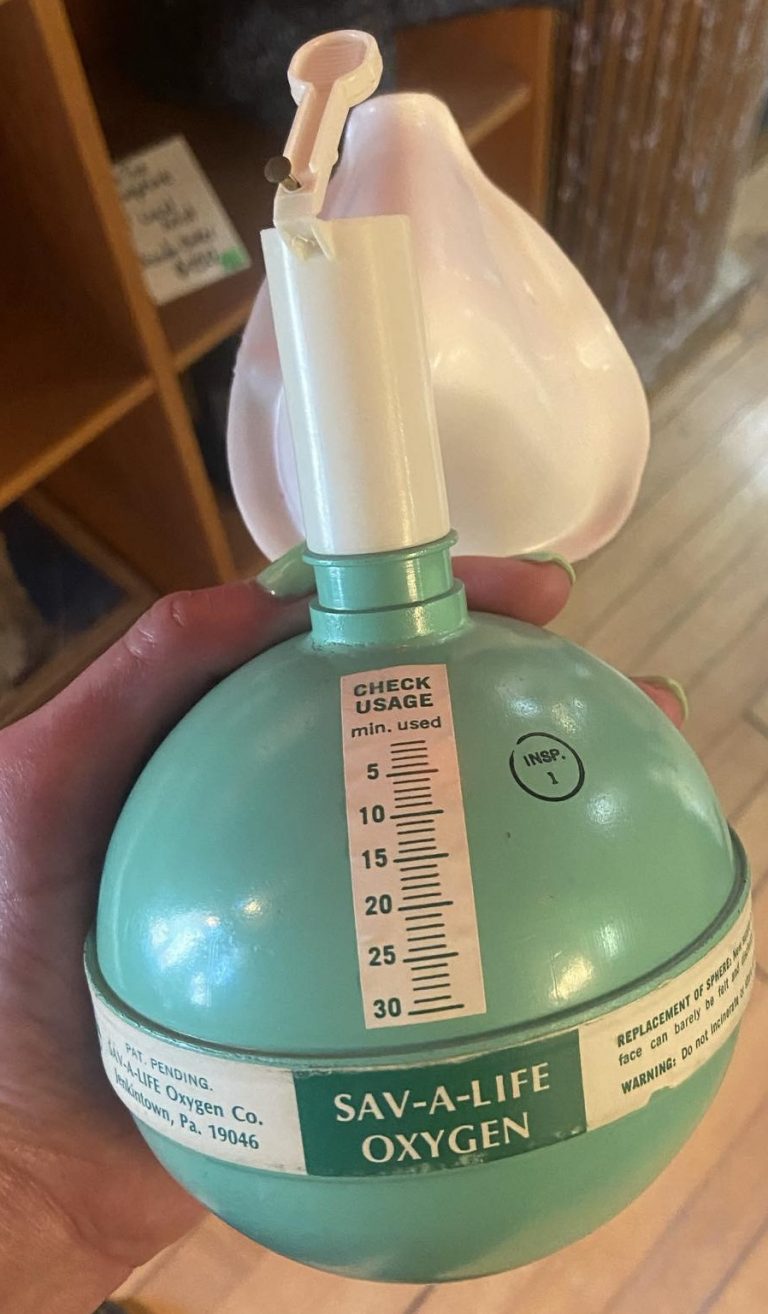 CHECK
USAGE
min. used
5
10
15
20
25
30
INSP.
1
PAT. PENDING.
SAV-A-LIFE Oxygen Co.
Jenkintown, Pa. 19046
SAV-A-LIFE
OXYGEN
REPLACEMENT OF SPHERE:
face can barely be felt and
WARNING: Do not incinerate